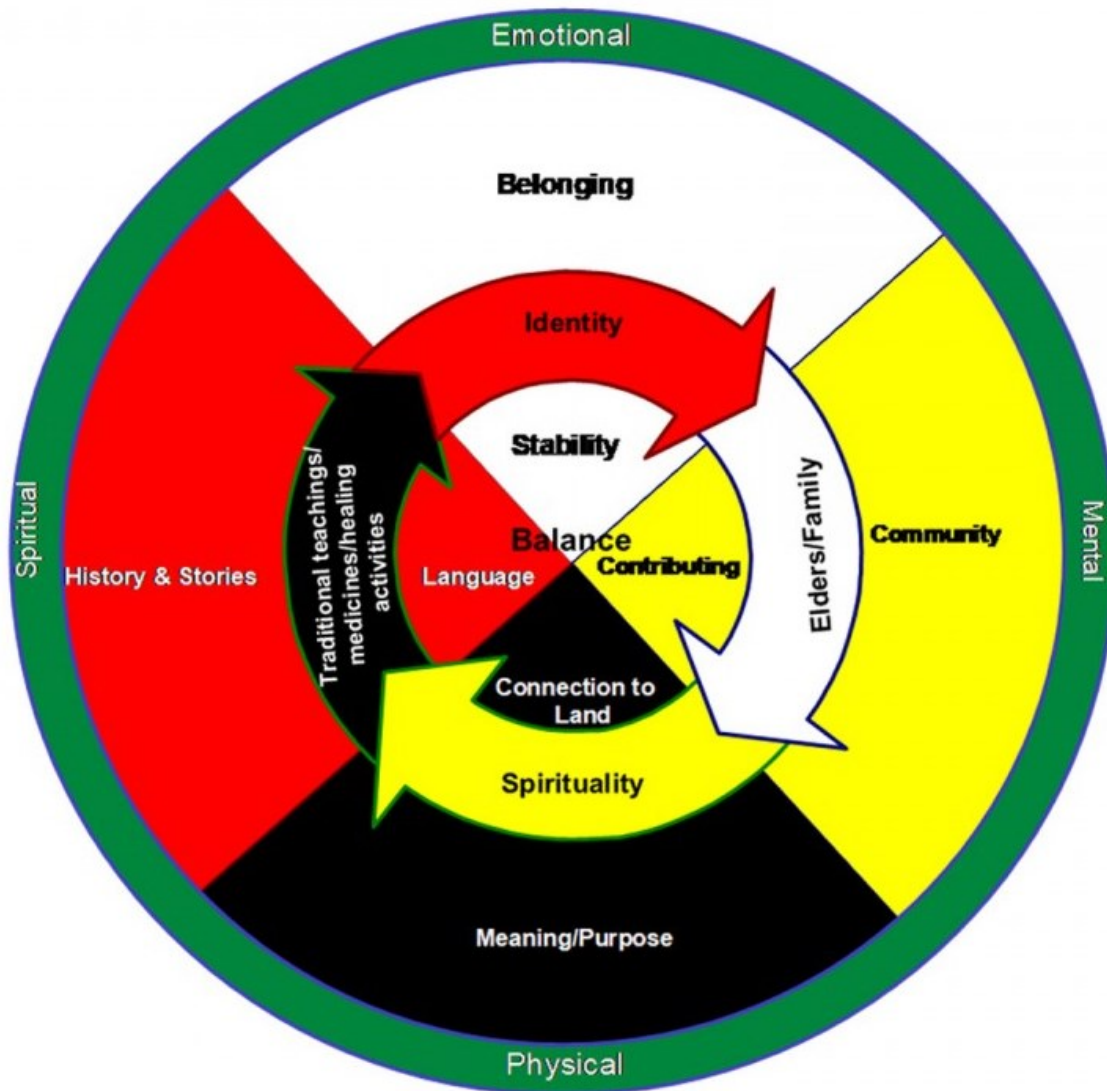 Emotional
Belonging
Identity
Stability
Balance
Contributing
Elders/Family
Community
Mental
Spiritual
History & Stories
Traditional teachings/
medicines/healing
activities
Language
Connection to
Land
Spirituality
Meaning/Purpose
Physical